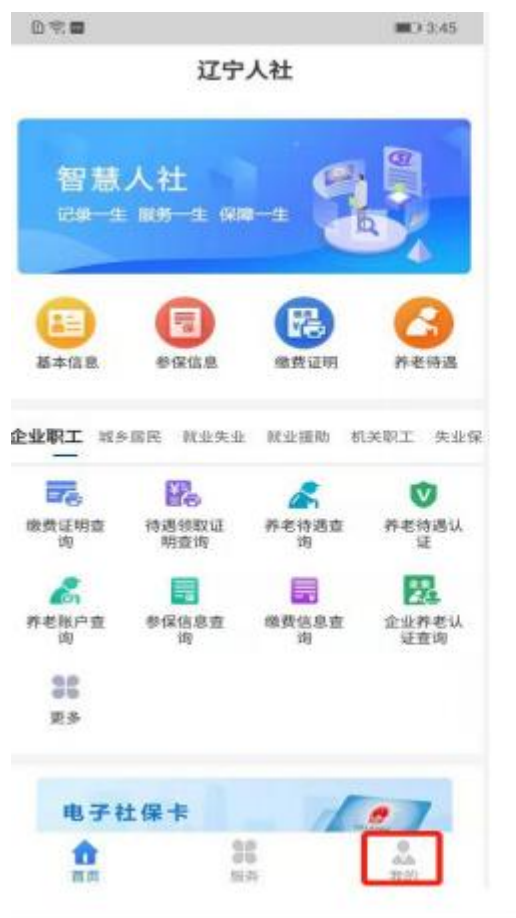 3:45
辽宁人社
智慧人社
记录一生 服务一生 保障一生
基本信息 参保信息 缴费证明 养老待遇
企业职工 城乡居民 就业失业 就业援助 机关职工 失业保
缴费证明查 待遇领取证 养老待遇查 养老待遇认
询 明查询 询 证
养老账户查 参保信息查 缴费信息查 企业养老认
询 询 询 证查询
更多
电子社保卡
首页 服务 我的